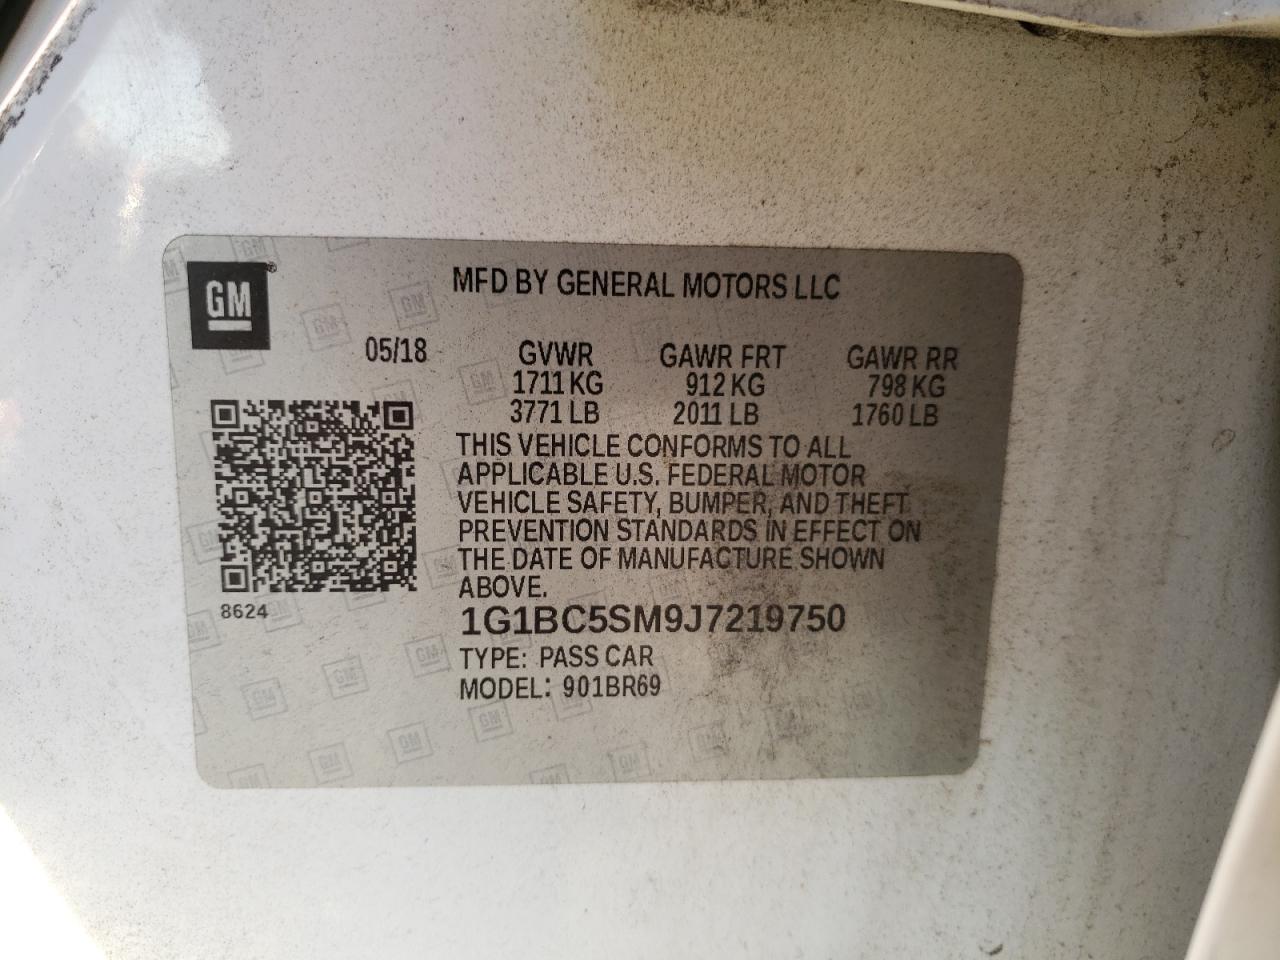 GM
MFD BY GENERAL MOTORS LLC
05/18
GVWR GAWR FRT GAWR RR
1711 KG 912 KG 798 KG
3771 LB 2011 LB 1760 LB
THIS VEHICLE CONFORMS TO ALL
APPLICABLE U.S. FEDERAL MOTOR
VEHICLE SAFETY, BUMPER, AND THEFT
PREVENTION STANDARDS IN EFFECT ON
THE DATE OF MANUFACTURE SHOWN
ABOVE.
8624
1G1BC5SM9J7219750
TYPE: PASS CAR
MODEL: 901BR69